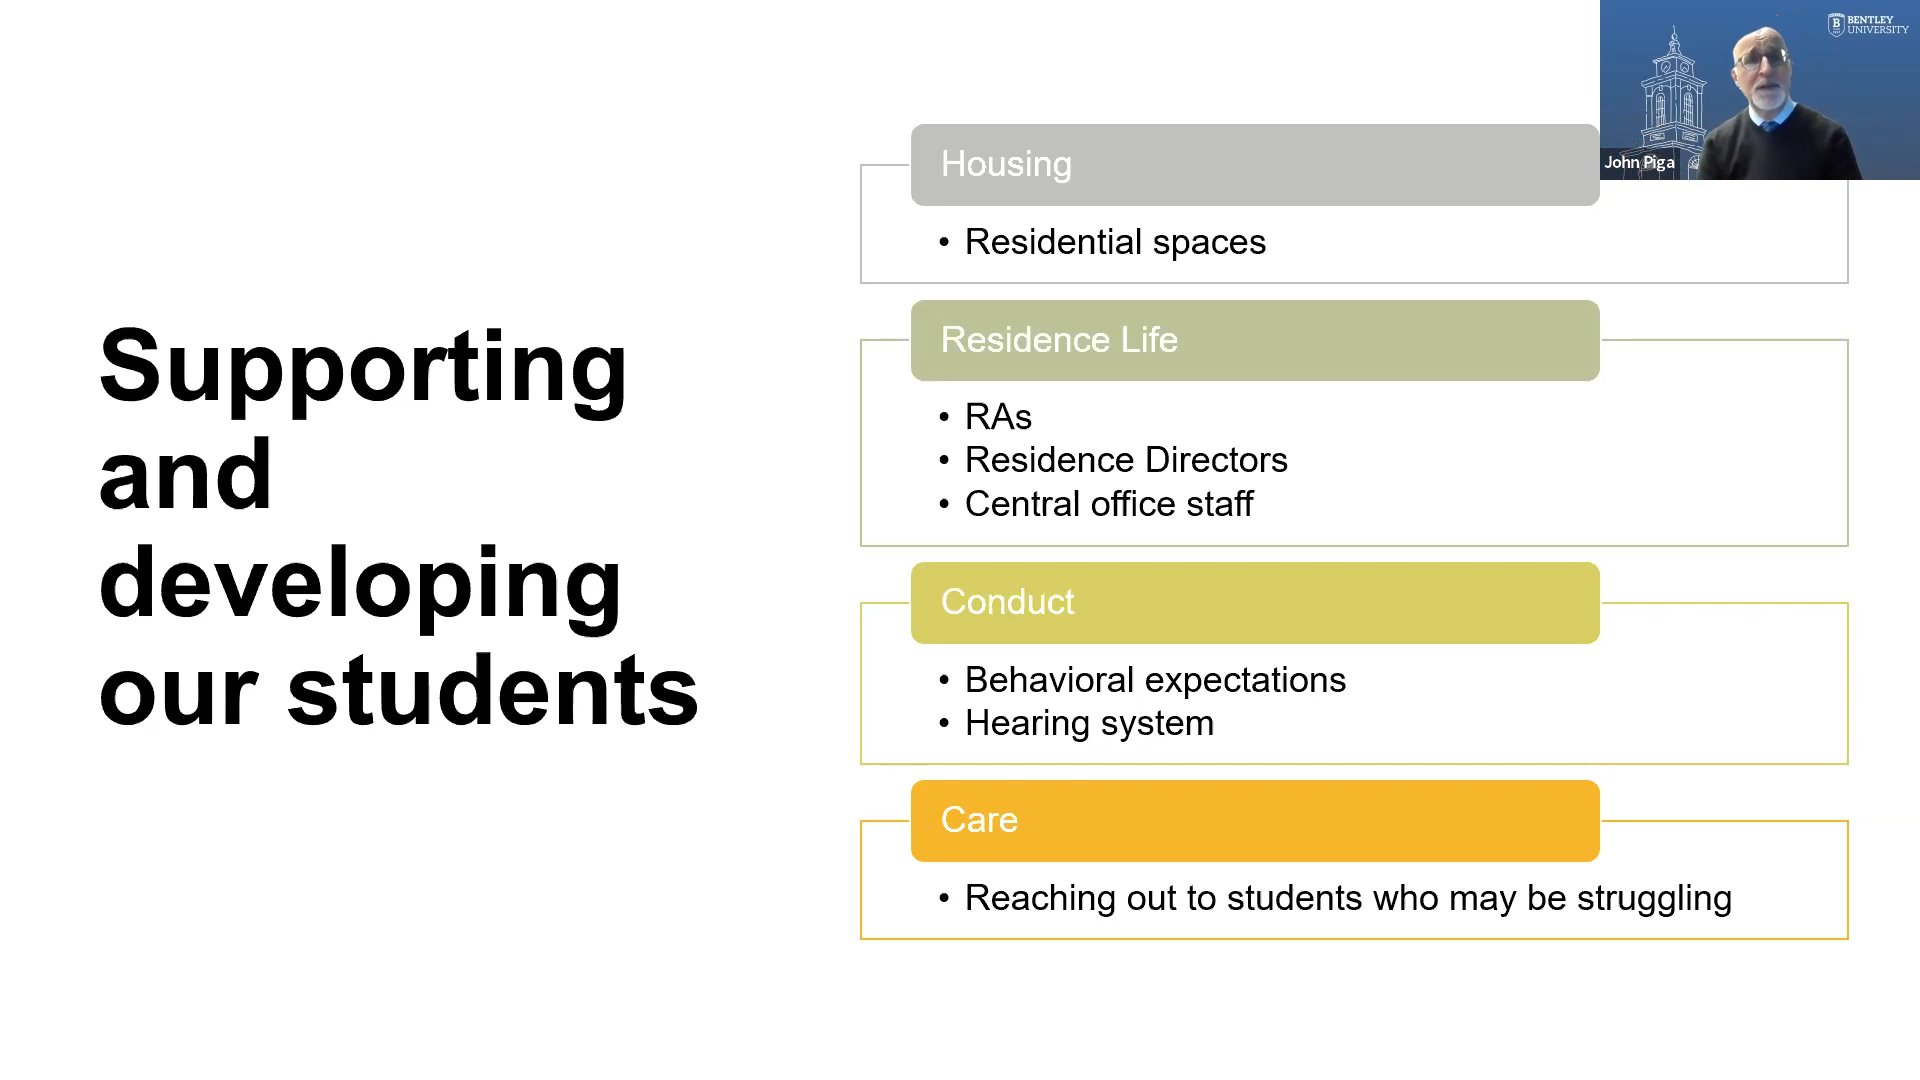 BENTLEY
UNIVERSITY
John Piga
Supporting
and
developing
our students
Housing
• Residential spaces
Residence Life
• RAs
• Residence Directors
• Central office staff
Conduct
• Behavioral expectations
• Hearing system
Care
• Reaching out to students who may be struggling